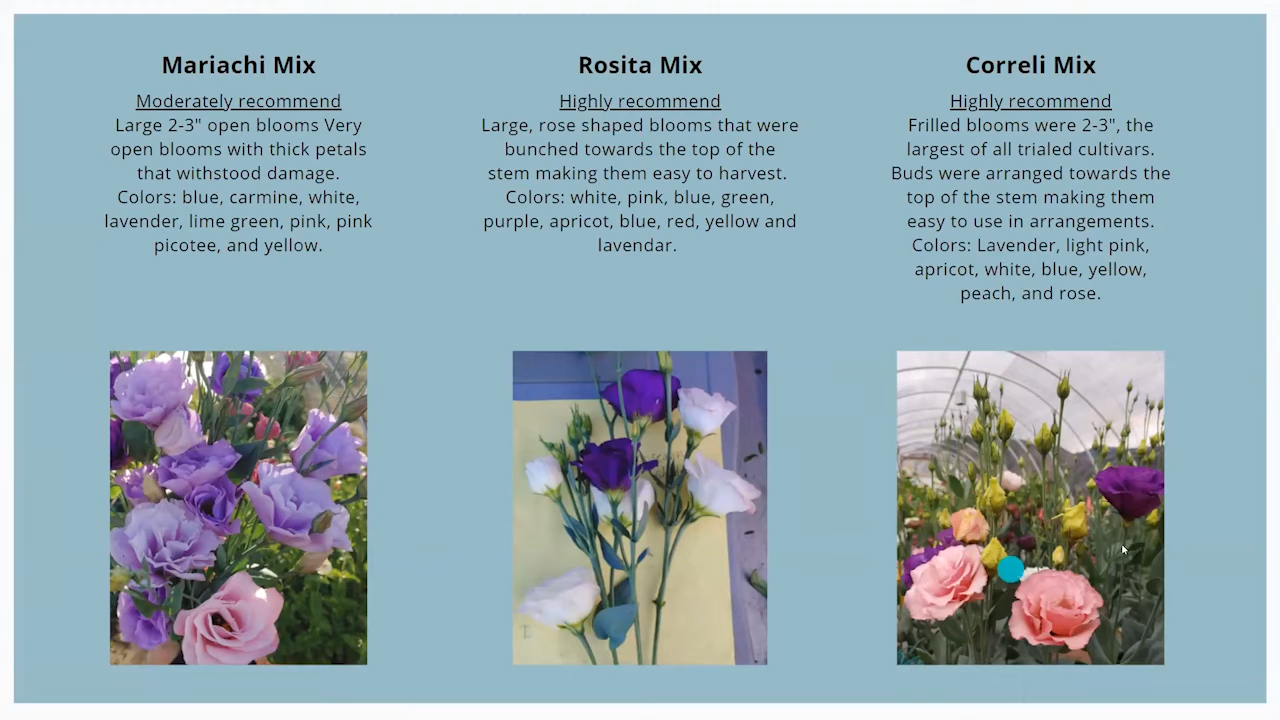 Mariachi Mix
Moderately recommend
Large 2-3" open blooms Very
open blooms with thick petals
that withstood damage.
Colors: blue, carmine, white,
lavender, lime green, pink, pink
picotee, and yellow.
Rosita Mix
Highly recommend
Large, rose shaped blooms that were
bunched towards the top of the
stem making them easy to harvest.
Colors: white, pink, blue, green,
purple, apricot, blue, red, yellow and
lavendar.
Correli Mix
Highly recommend
Frilled blooms were 2-3", the
largest of all trialed cultivars.
Buds were arranged towards the
top of the stem making them
easy to use in arrangements.
Colors: Lavender, light pink,
apricot, white, blue, yellow,
peach, and rose.